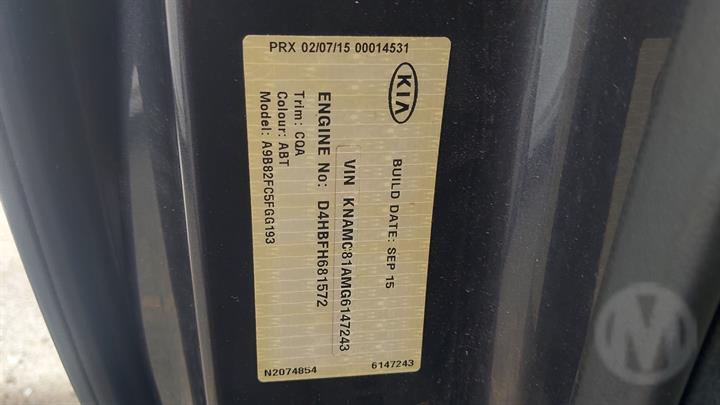 PRX 02/07/15 00014531
KIA
BUILD DATE: SEP 15
VIN KNAMC81AMG6147243
ENGINE No: D4HBFH681572
Trim: CQA
Colour: ABT
Model: A9B82FC5FGG193
N2074854
6147243
M